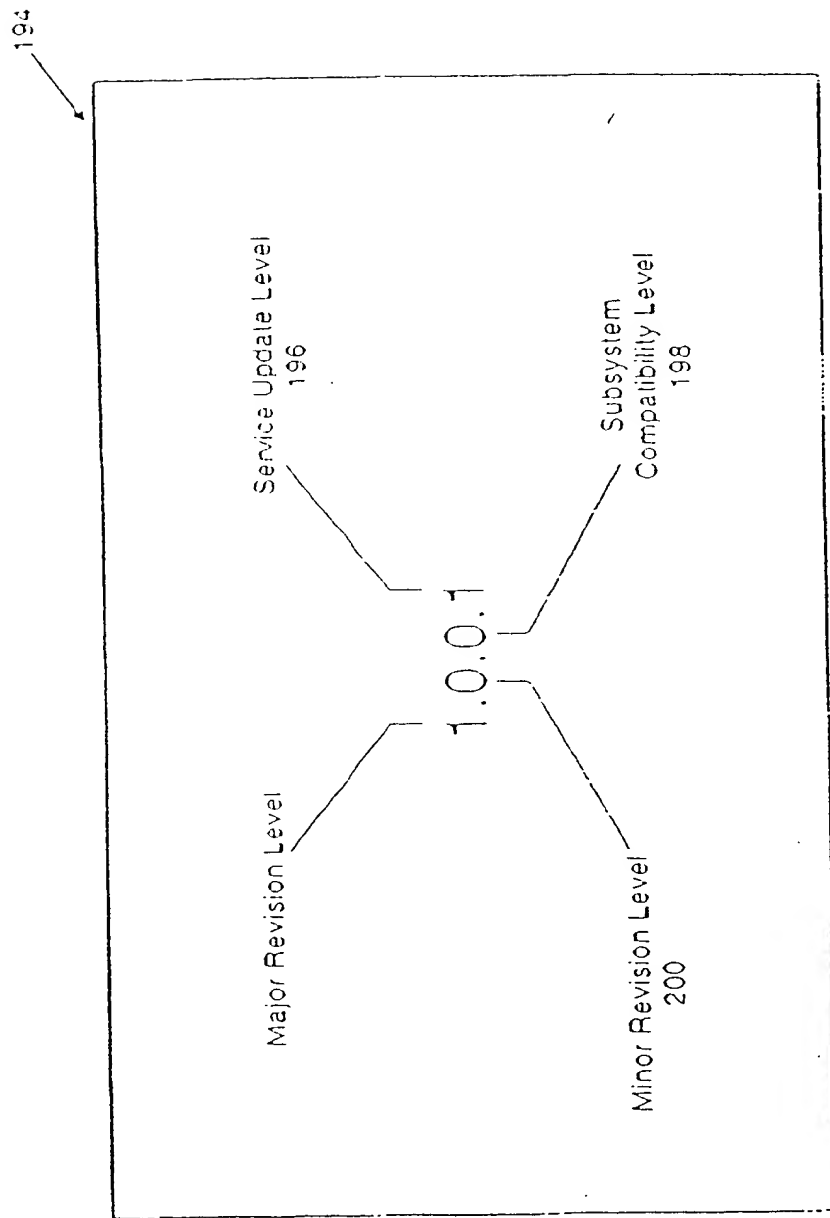 194
Major Revision Level
Service Update Level
196
1.0.0.1
Minor Revision Level
200
Subsystem
Compatibility Level
198